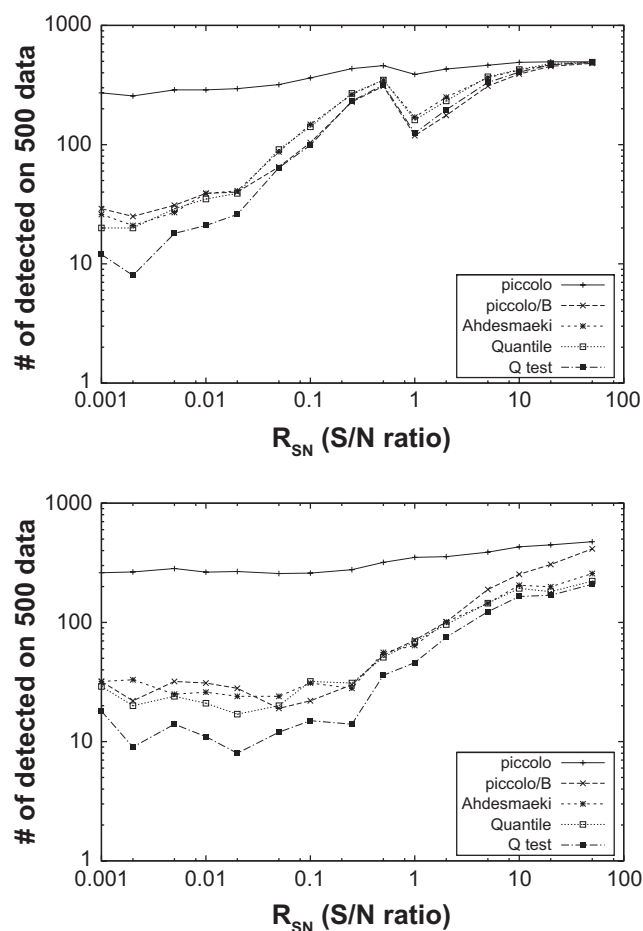 1000
100
10
1
# of detected on 500 data
0.001 0.01 0.1 1 10 100
R_SN (S/N ratio)
piccolo
piccolo/B
Ahdesmaeki
Quantile
Q test
1000
100
10
1
# of detected on 500 data
0.001 0.01 0.1 1 10 100
R_SN (S/N ratio)
piccolo
piccolo/B
Ahdesmaeki
Quantile
Q test